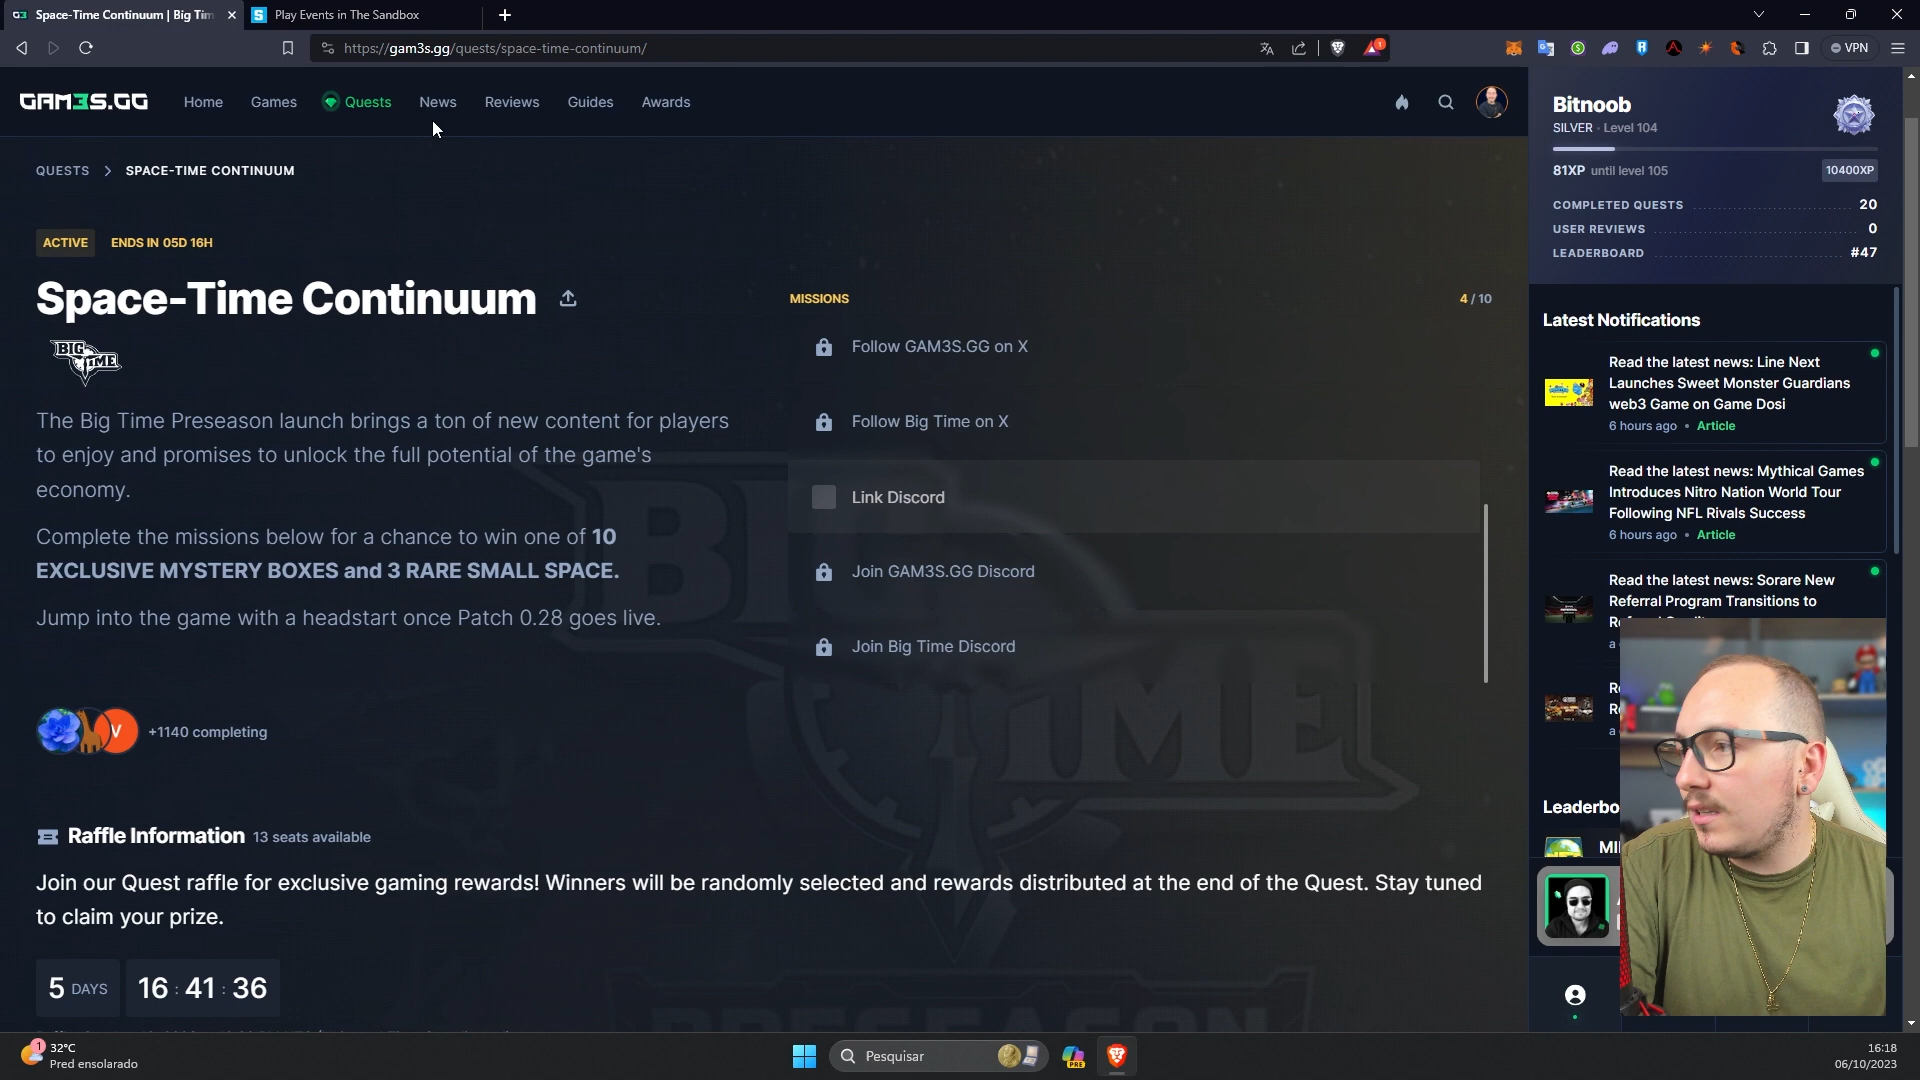 Space-Time Continuum | Big Tim
Play Events in The Sandbox
https://gam3s.gg/quests/space-time-continuum/
1
VPN
GAM3S.GG
Home
Games
Quests
News
Reviews
Guides
Awards
QUESTS > SPACE-TIME CONTINUUM
ACTIVE
ENDS IN 05D 16H
Space-Time Continuum
BIG TIME
The Big Time Preseason launch brings a ton of new content for players
to enjoy and promises to unlock the full potential of the game's
economy.
Complete the missions below for a chance to win one of 10
EXCLUSIVE MYSTERY BOXES and 3 RARE SMALL SPACE.
Jump into the game with a headstart once Patch 0.28 goes live.
V
+1140 completing
MISSIONS
4 / 10
Follow GAM3S.GG on X
Follow Big Time on X
Link Discord
Join GAM3S.GG Discord
Join Big Time Discord
BIG
TIME
PRESEASON
Raffle Information 13 seats available
Join our Quest raffle for exclusive gaming rewards! Winners will be randomly selected and rewards distributed at the end of the Quest. Stay tuned
to claim your prize.
5 DAYS 16 : 41 : 36
Bitnoob
SILVER · Level 104
81XP until level 105
10400XP
COMPLETED QUESTS 20
USER REVIEWS 0
LEADERBOARD #47
Latest Notifications
Read the latest news: Line Next
Launches Sweet Monster Guardians
web3 Game on Game Dosi
6 hours ago • Article
Read the latest news: Mythical Games
Introduces Nitro Nation World Tour
Following NFL Rivals Success
6 hours ago • Article
Read the latest news: Sorare New
Referral Program Transitions to
a
a
Leaderbo
MI
1
32°C
Pred ensolarado
Pesquisar
PRE
16:18
06/10/2023